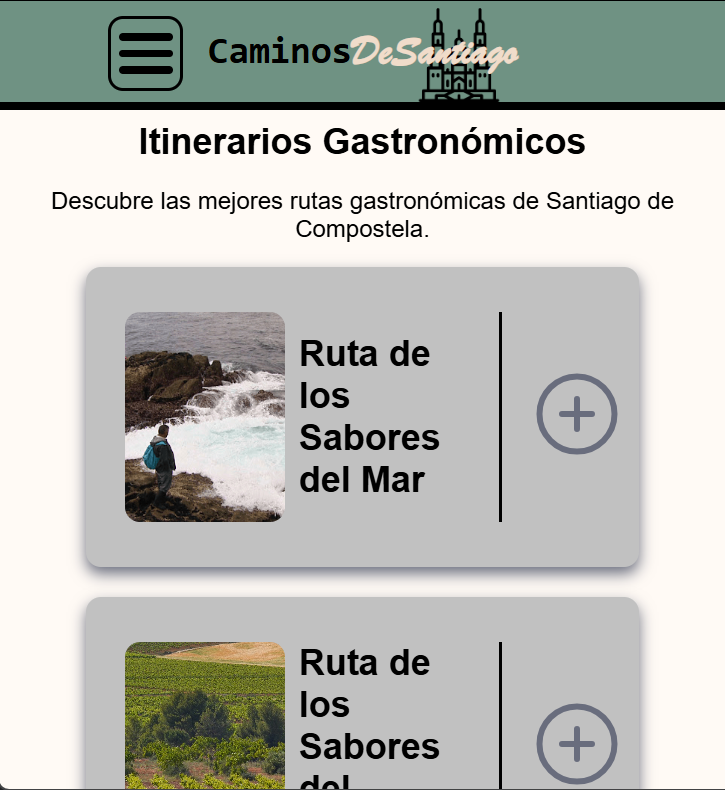 CaminosDeSantiago
Itinerarios Gastronómicos
Descubre las mejores rutas gastronómicas de Santiago de
Compostela.
Ruta de
los
Sabores
del Mar
Ruta de
los
Sabores
del